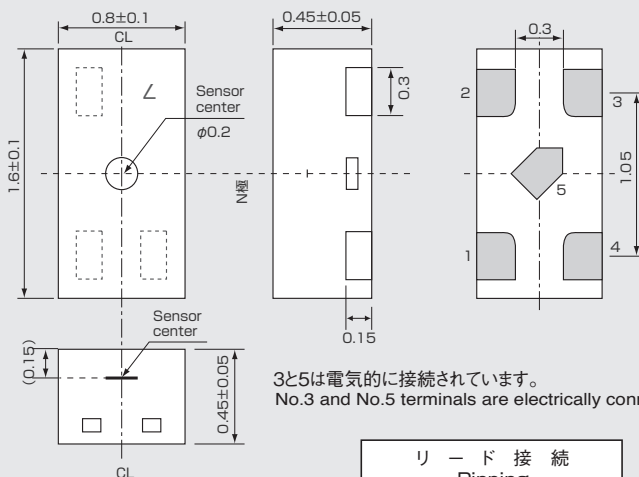 0.8±0.1
CL
0.45±0.05
0.3
∠
Sensor
center
φ0.2
0.3
2
3
1.6±0.1
N極
1.05
5
1
4
0.15
Sensor
center
(0.15)
0.45±0.05
3と5は電気的に接続されています。
No.3 and No.5 terminals are electrically
CL
リード接続
Pinning